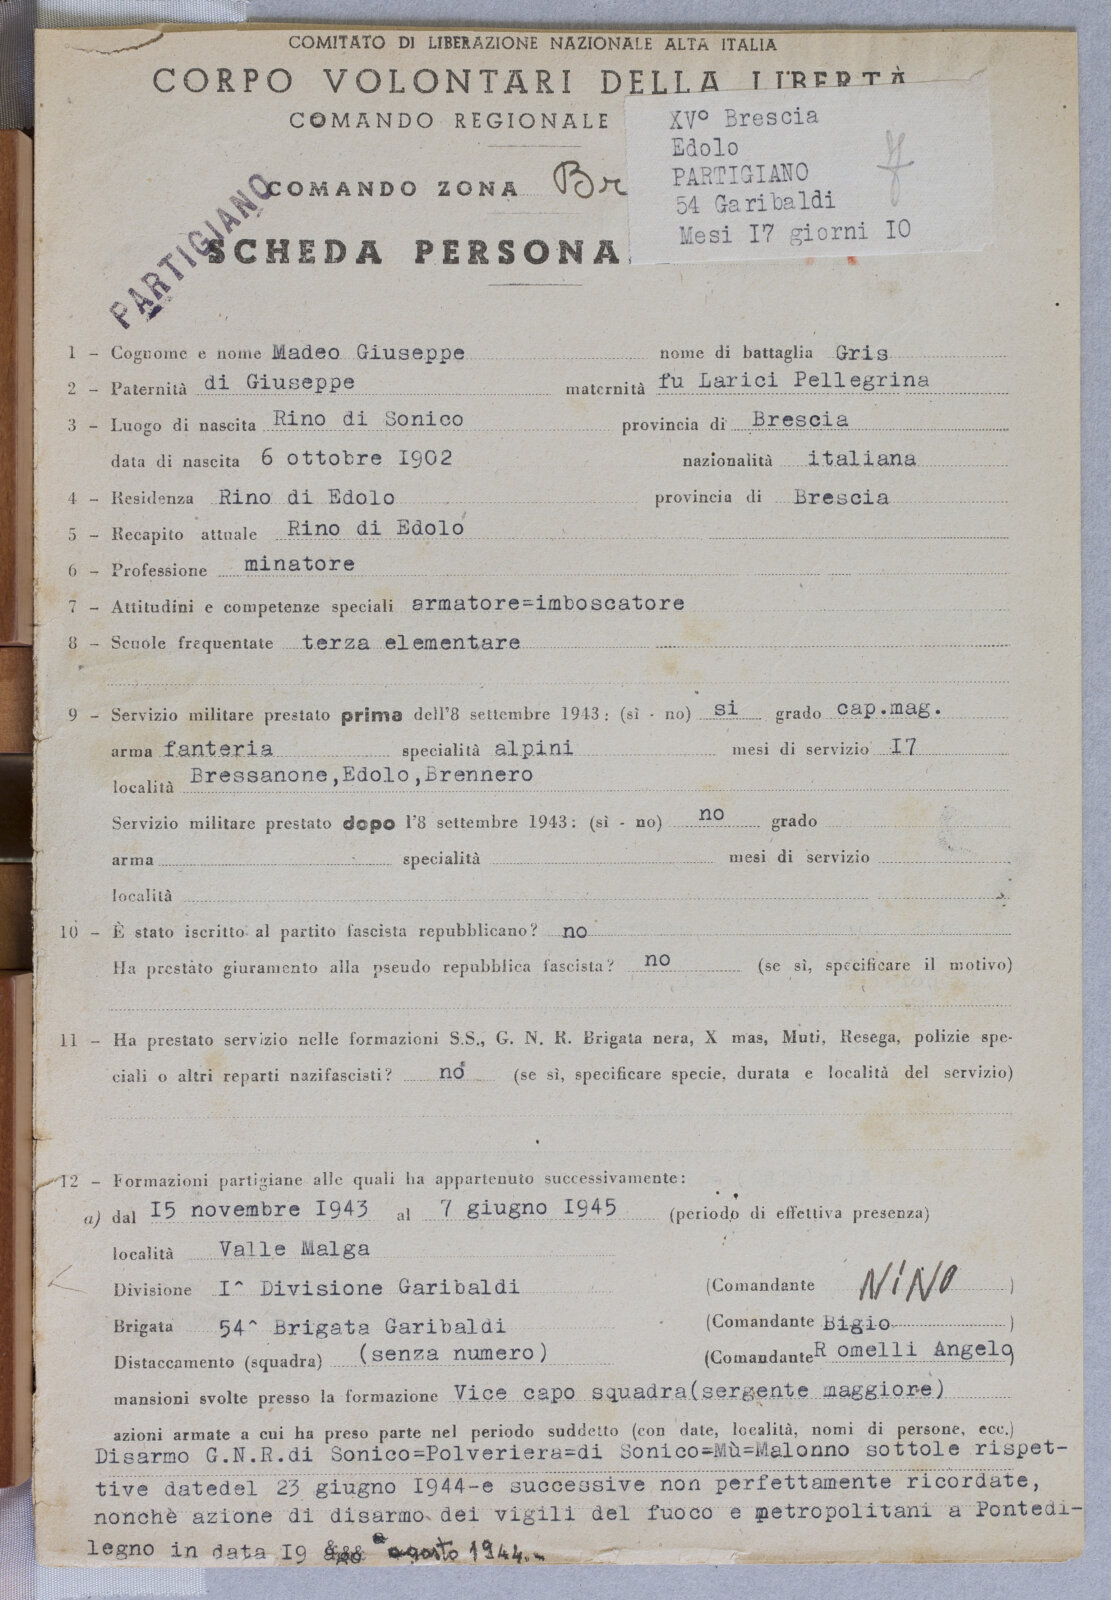 COMITATO DI LIBERAZIONE NAZIONALE ALTA ITALIA
CORPO VOLONTARI DELLA LIBERTÀ
COMANDO REGIONALE
COMANDO ZONA Br
SCHEDA PERSONA
PARTIGIANO
XV° Brescia
Edolo
PARTIGIANO
54 Garibaldi
Mesi I7 giorni IO
1 - Cognome e nome Madeo Giuseppe nome di battaglia Gris
2 - Paternità di Giuseppe maternità fu Larici Pellegrina
3 - Luogo di nascita Rino di Sonico provincia di Brescia
data di nascita 6 ottobre I902 nazionalità italiana
4 - Residenza Rino di Edolo provincia di Brescia
5 - Recapito attuale Rino di Edolo
6 - Professione minatore
7 - Attitudini e competenze speciali armatore=imboscatore
8 - Scuole frequentate terza elementare
9 - Servizio militare prestato prima dell'8 settembre 1943: (sì - no) si grado cap.mag.
arma fanteria specialità alpini mesi di servizio I7
località Bressanone,Edolo,Brennero
Servizio militare prestato dopo l'8 settembre 1943: (sì - no) no grado
arma specialità mesi di servizio
località
10 - È stato iscritto al partito fascista repubblicano? no
Ha prestato giuramento alla pseudo repubblica fascista? no (se sì, specificare il motivo)
11 - Ha prestato servizio nelle formazioni S.S., G. N. R. Brigata nera, X mas, Muti, Resega, polizie spe-
ciali o altri reparti nazifascisti? no (se sì, specificare specie, durata e località del servizio)
12 - Formazioni partigiane alle quali ha appartenuto successivamente:
a) dal I5 novembre I943 al 7 giugno I945 (periodo di effettiva presenza)
località Valle Malga
Divisione I^ Divisione Garibaldi (Comandante NINO )
Brigata 54^ Brigata Garibaldi (Comandante Bigio )
Distaccamento (squadra) (senza numero) (Comandante R omelli Angelo )
mansioni svolte presso la formazione Vice capo squadra(sergente maggiore)
azioni armate a cui ha preso parte nel periodo suddetto (con date, località, nomi di persone, ecc.)
Disarmo G.N.R.di Sonico=Polveriera=di Sonico=Mù=Malonno sottole rispet-
tive datedel 23 giugno I944-e successive non perfettamente ricordate,
nonchè azione di disarmo dei vigili del fuoco e metropolitani a Pontedi-
legno in data I9 agosto 1944.-